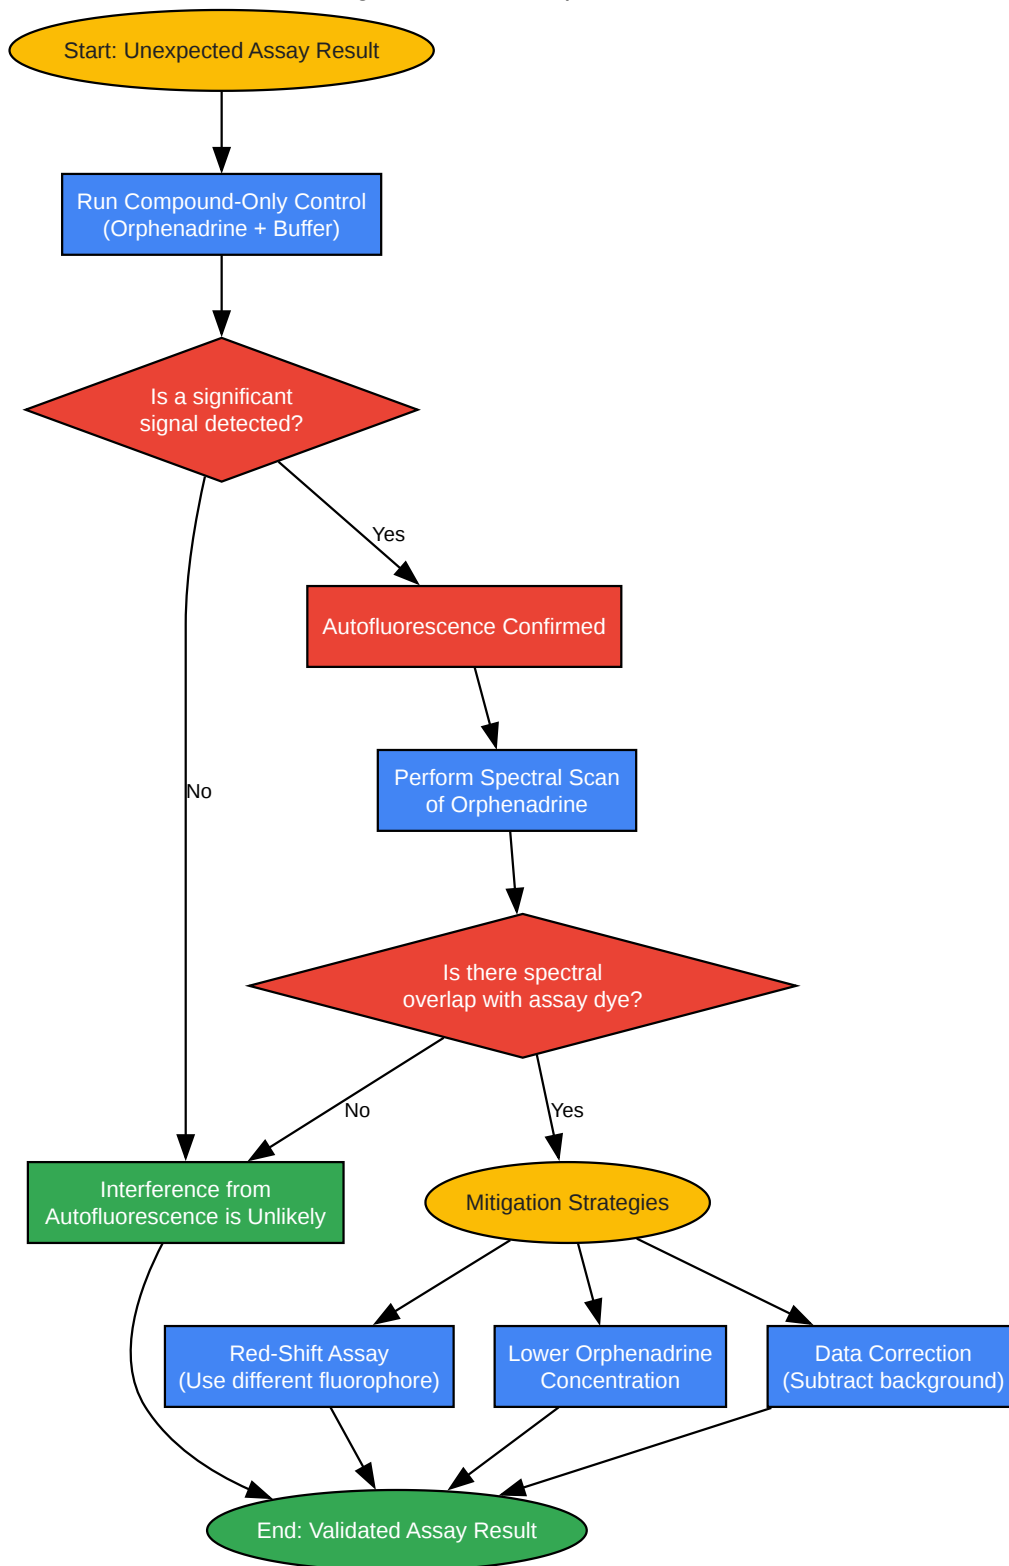 Start: Unexpected Assay Result
Run Compound-Only Control
(Orphenadrine + Buffer)
Is a significant
signal detected?
Yes
Autofluorescence Confirmed
Perform Spectral Scan
of Orphenadrine
No
Is there spectral
overlap with assay dye?
No
Yes
Interference from
Autofluorescence is Unlikely
Mitigation Strategies
Red-Shift Assay
(Use different fluorophore)
Lower Orphenadrine
Concentration
Data Correction
(Subtract background)
End: Validated Assay Result